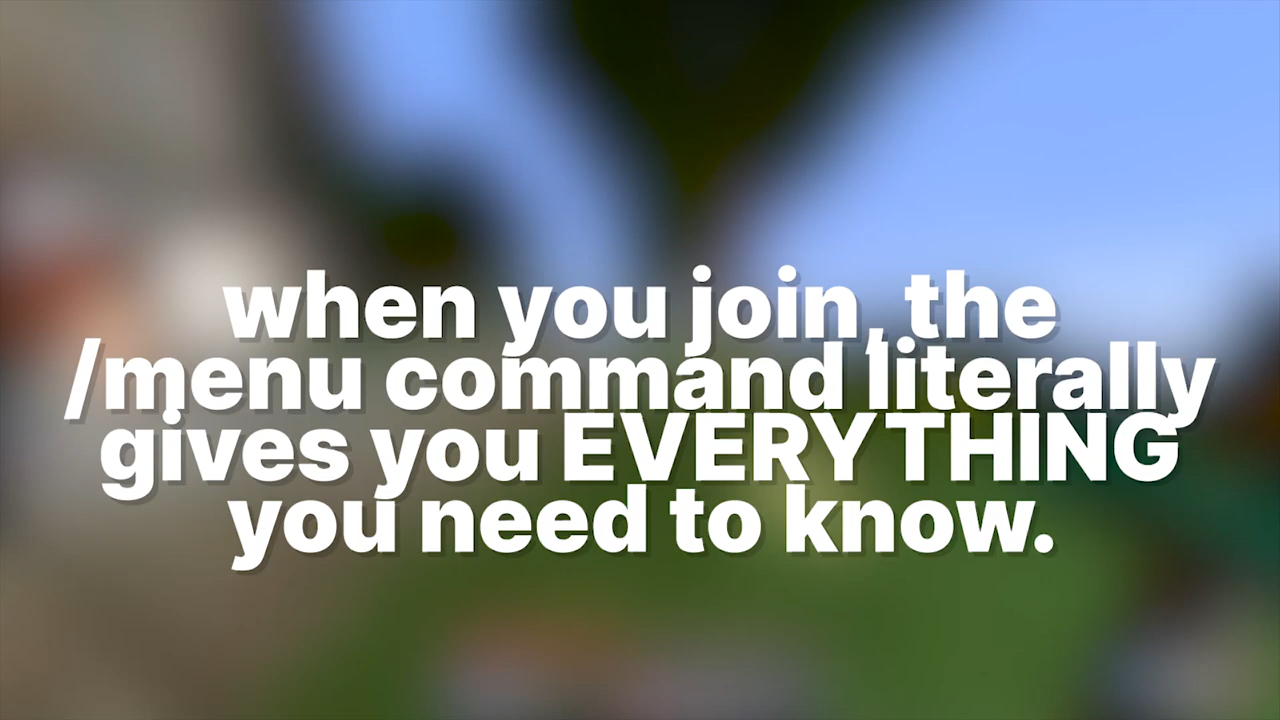 when you join, the
/menu command literally
gives you EVERYTHING
you need to know.